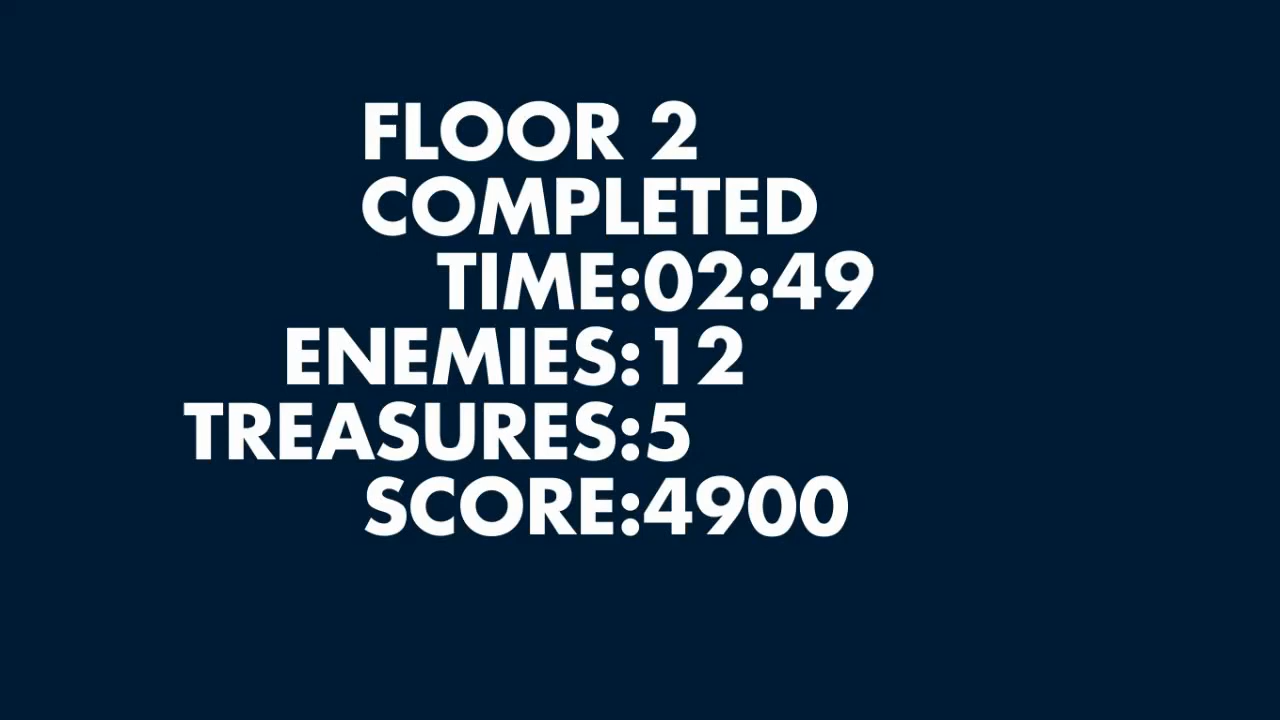 FLOOR 2
COMPLETED
TIME:02:49
ENEMIES:12
TREASURES:5
SCORE:4900